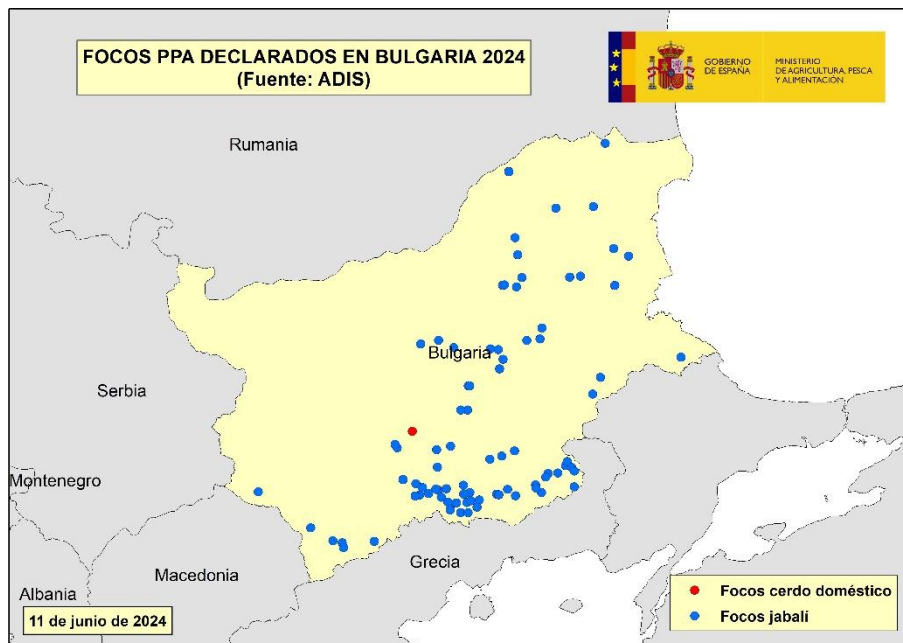 FOCOS PPA DECLARADOS EN BULGARIA 2024
(Fuente: ADIS)
GOBIERNO
DE ESPAÑA
MINISTERIO
DE AGRICULTURA, PESCA
Y ALIMENTACIÓN
Rumania
Bulgaria
Serbia
Montenegro
Grecia
Macedonia
Albania
11 de junio de 2024
Focos cerdo doméstico
Focos jabalí